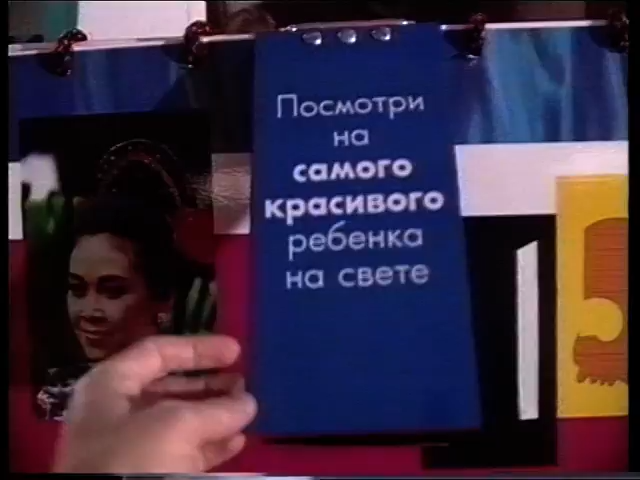 Посмотри
на
самого
красивого
ребенка
на свете